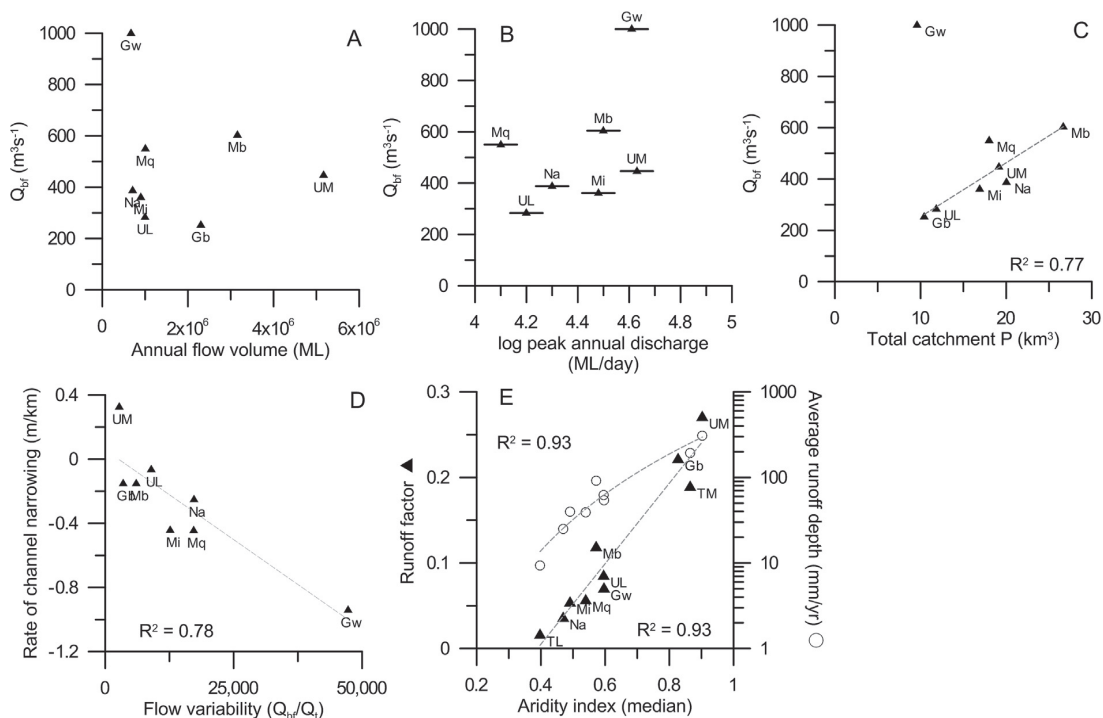 A
1000
800
600
400
200
0
Q_bf (m³s⁻¹)
Gw
Mq
Mb
Na
Mi
UL
Gb
UM
0
2x10⁶
4x10⁶
6x10⁶
Annual flow volume (ML)
B
1000
800
600
400
200
0
Q_bf (m³s⁻¹)
Gw
Mq
Mb
Na
Mi
UM
UL
4
4.2
4.4
4.6
4.8
5
log peak annual discharge
(ML/day)
C
1000
800
600
400
200
0
Q_bf (m³s⁻¹)
Gw
Mb
Mq
UM
Na
Mi
UL
Gb
R² = 0.77
0
10
20
30
Total catchment P (km³)
D
0.4
0
-0.4
-0.8
-1.2
Rate of channel narrowing (m/km)
UM
UL
Gb
Mb
Na
Mi
Mq
Gw
R² = 0.78
0
25,000
50,000
Flow variability (Q_bf/Q_t)
E
0.3
0.2
0.1
0
Runoff factor
R² = 0.93
UM
Gb
TM
Mb
UL
Gw
Mi
Mq
Na
TL
R² = 0.93
0.2
0.4
0.6
0.8
1
Aridity index (median)
1000
100
10
1
Average runoff depth (mm/yr)